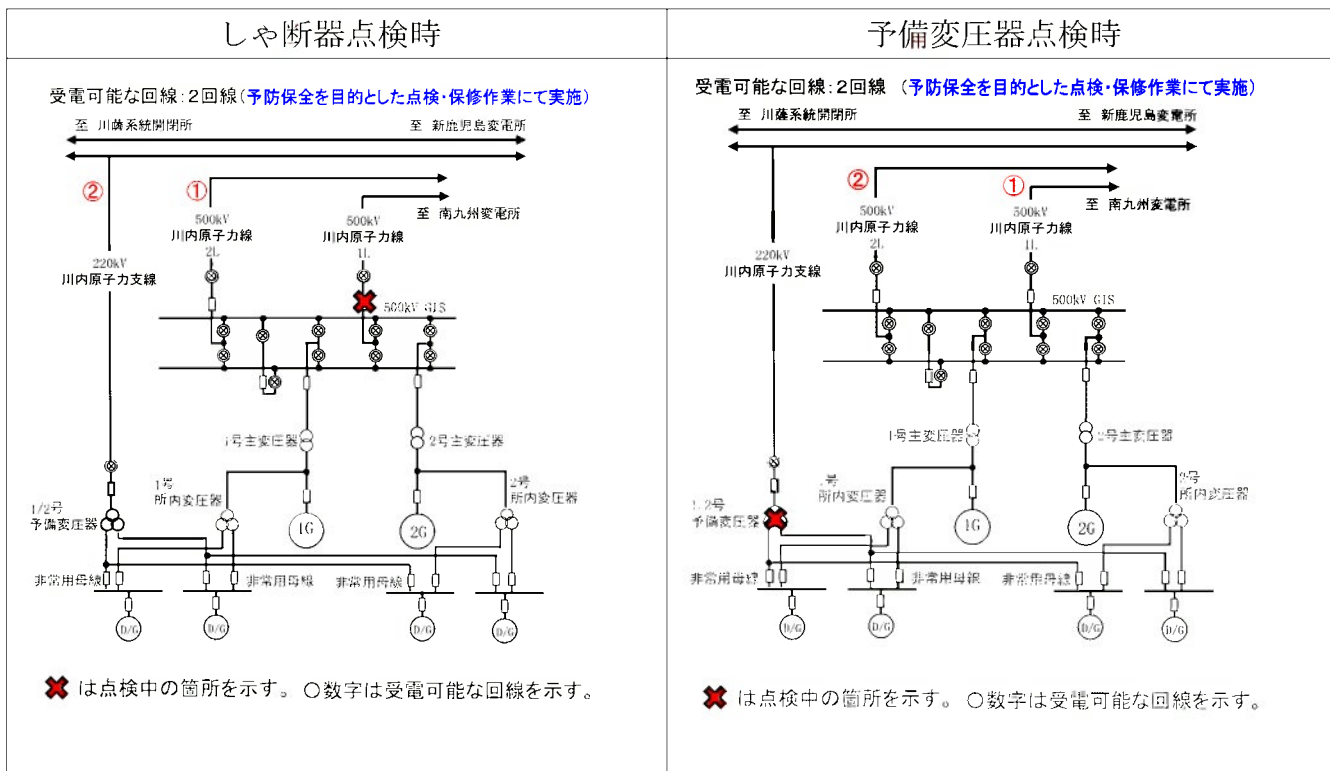 しゃ断器点検時
受電可能な回線:2回線(予防保全を目的とした点検・保修作業にて実施)
至 川薩系統開閉所
至 新鹿児島変電所
②
①
500kV
川内原子力線
2L
500kV
川内原子力線
1L
至 南九州変電所
220kV
川内原子力支線
500kV GIS
1号主変圧器
2号主変圧器
1/2号
予備変圧器
1号
所内変圧器
2号
所内変圧器
1G
2G
非常用母線
非常用母線
非常用母線
D/G
D/G
D/G
D/G
は点検中の箇所を示す。○数字は受電可能な回線を示す。
予備変圧器点検時
受電可能な回線:2回線 (予防保全を目的とした点検・保修作業にて実施)
至 川薩系統開閉所
至 新鹿児島変電所
②
①
500kV
川内原子力線
2L
500kV
川内原子力線
1L
至 南九州変電所
220kV
川内原子力支線
500kV GIS
1号主変圧器
2号主変圧器
1/2号
予備変圧器
1号
所内変圧器
2号
所内変圧器
1G
2G
非常用母線
非常用母線
非常用母線
D/G
D/G
D/G
D/G
は点検中の箇所を示す。○数字は受電可能な回線を示す。